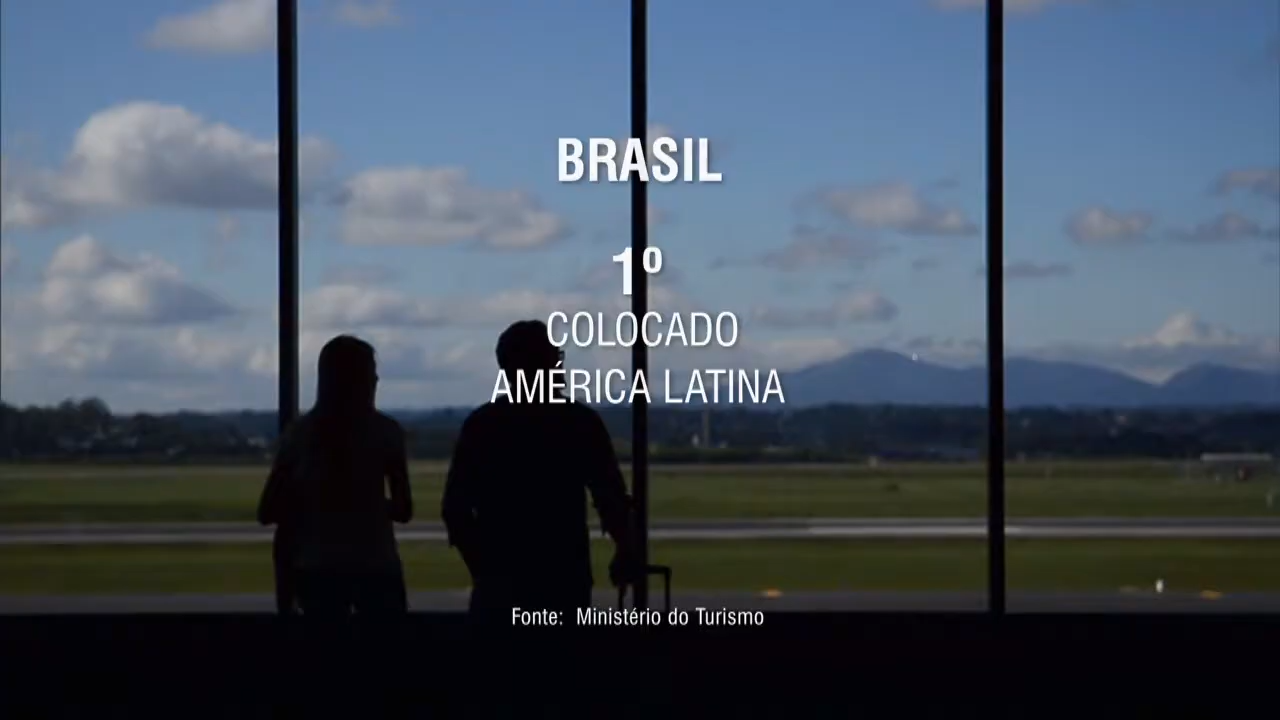 BRASIL
1º
COLOCADO
AMÉRICA LATINA
Fonte: Ministério do Turismo